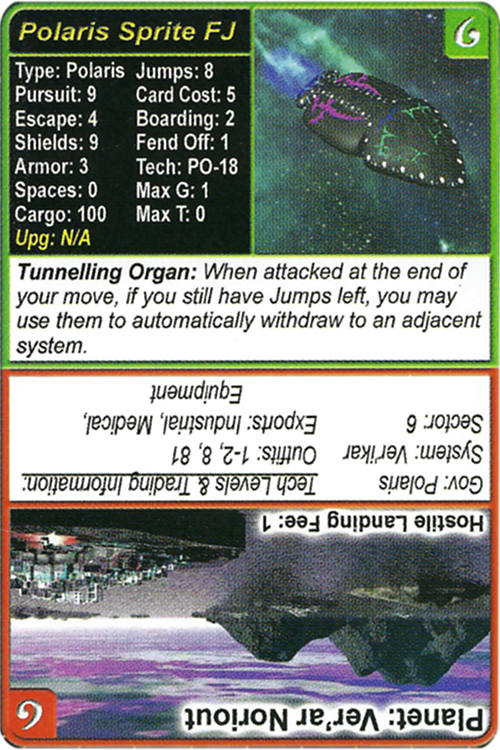 Polaris Sprite FJ
6
Type: Polaris Jumps: 8
Pursuit: 9 Card Cost: 5
Escape: 4 Boarding: 2
Shields: 9 Fend Off: 1
Armor: 3 Tech: PO-18
Spaces: 0 Max G: 1
Cargo: 100 Max T: 0
Upg: N/A
Tunnelling Organ: When attacked at the end of
your move, if you still have Jumps left, you may
use them to automatically withdraw to an adjacent
system.
Planet: Ver'ar Noriout
6
Hostile Landing Fee: 1
Gov: Polaris Tech Levels & Trading Information:
System: Ver'ikar Outfits: 1-2, 8, 81
Sector: 6 Exports: Industrial, Medical,
Equipment